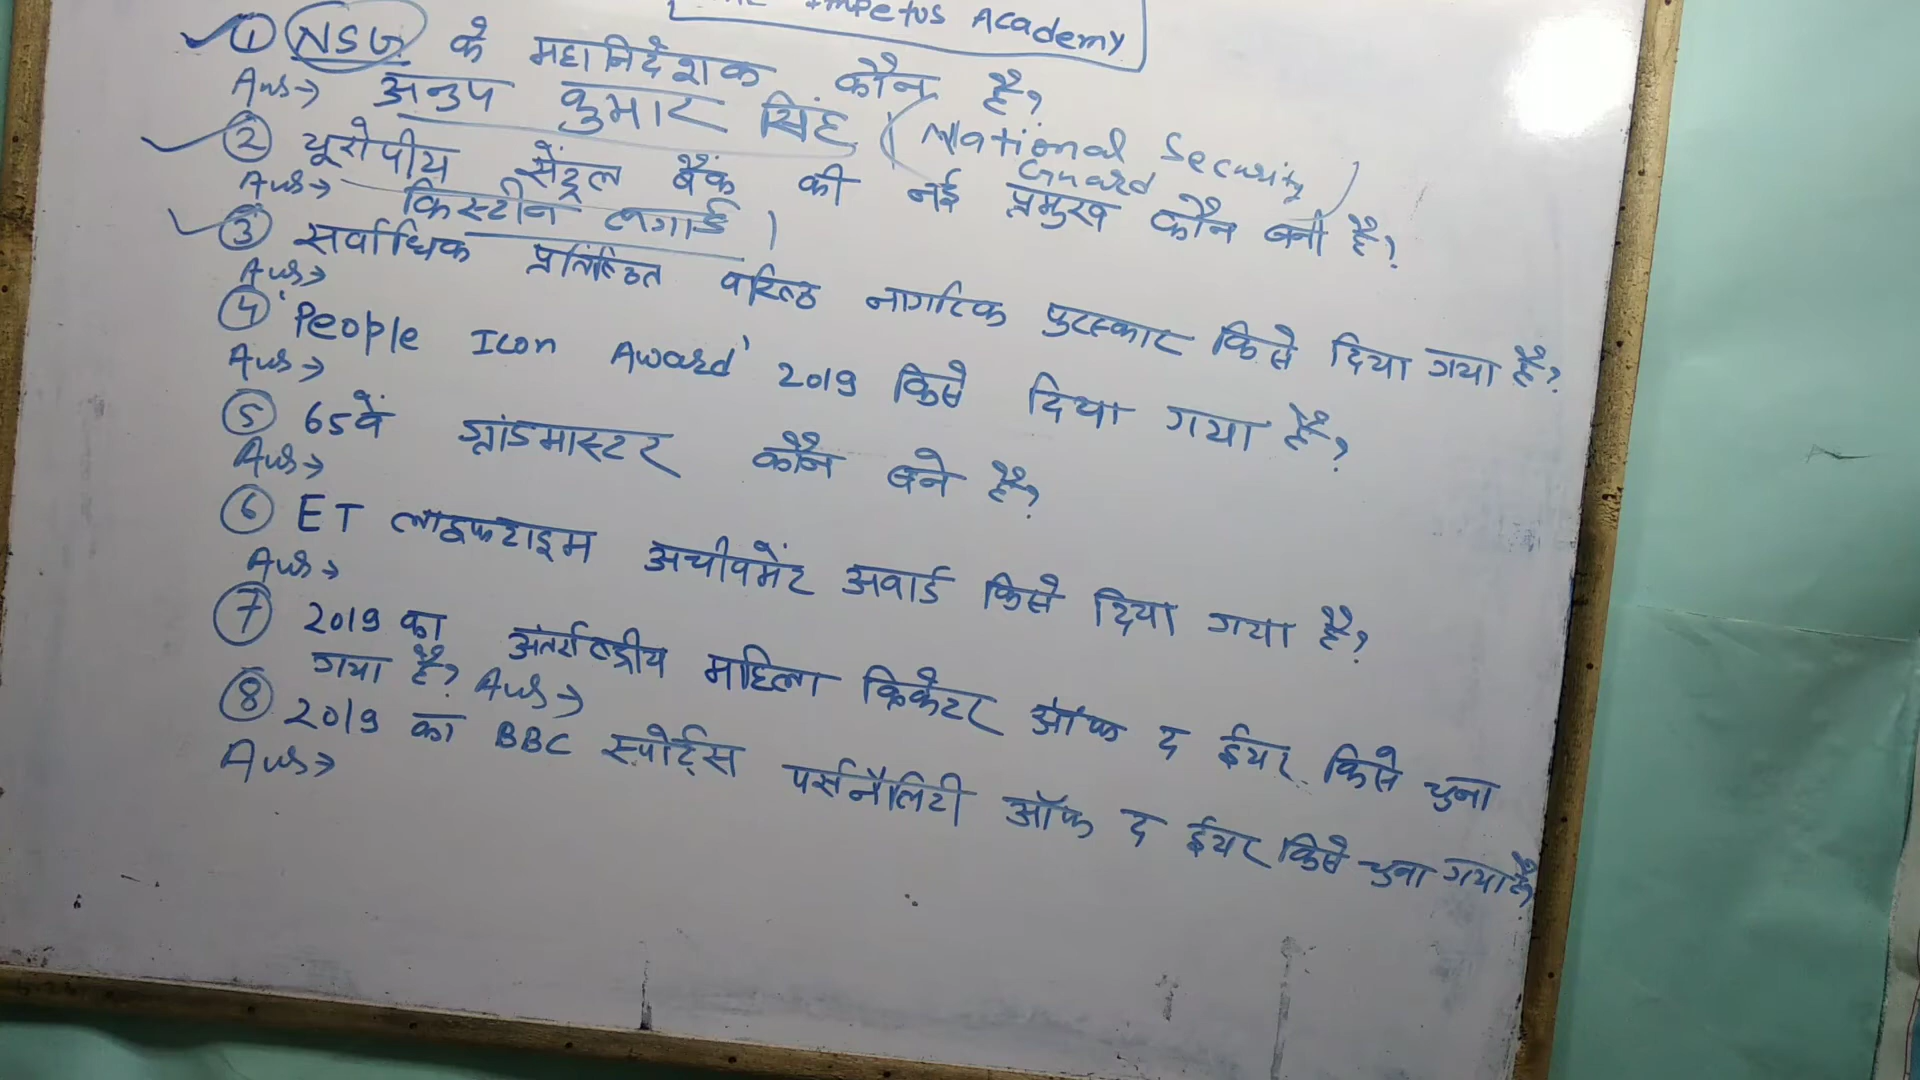 Impetus Academy
① NSG के महानिदेशक कौन है?
Ans→ अनुप कुमार सिंह (National Security Guard)
② यूरोपीय सेंट्रल बैंक की नई प्रमुख कौन बनी है?
Ans→ क्रिस्टीन लगार्ड।
③ सर्वाधिक प्रतिष्ठित वरिष्ठ नागरिक पुरस्कार किसे दिया गया है?
Ans→
④ 'People Icon Award' 2019 किसे दिया गया है?
Ans→
⑤ 65वें ग्रांडमास्टर कौन बने है?
Ans→
⑥ ET लाइफटाइम अचीवमेंट अवार्ड किसे दिया गया है?
Ans→
⑦ 2019 का अंतर्राष्ट्रीय महिला क्रिकेटर ऑफ द ईयर किसे चुना
गया है? Ans→
⑧ 2019 का BBC स्पोर्ट्स पर्सनैलिटी ऑफ द ईयर किसे चुना गया है
Ans→